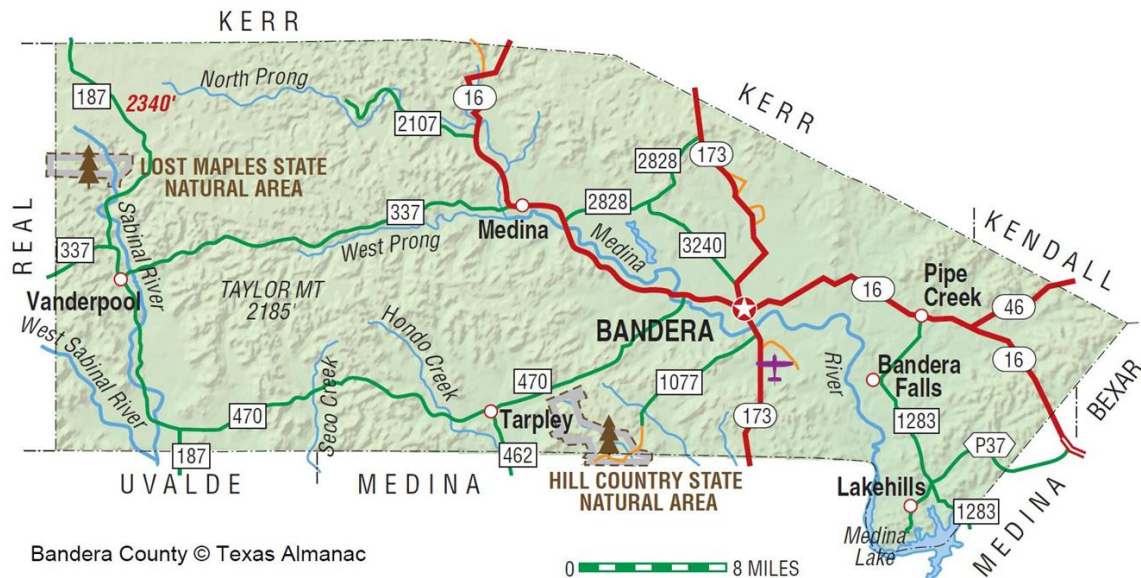 KERR
187
2340'
North Prong
16
2107
KERR
173
LOST MAPLES STATE
NATURAL AREA
2828
2828
REAL
337
Sabinal River
337
West Prong
Medina
Medina
3240
KENDALL
Vanderpool
TAYLOR MT
2185
16
Pipe
Creek
46
BANDERA
West Sabinal River
Hondo Creek
16
River
Bandera
Falls
BEXAR
Seco Creek
470
1077
470
Tarpley
173
1283
P37
187
462
UVALDE
MEDINA
HILL COUNTRY STATE
NATURAL AREA
Lakehills
1283
MEDINA
Medina
Lake
Bandera County © Texas Almanac
0
8 MILES